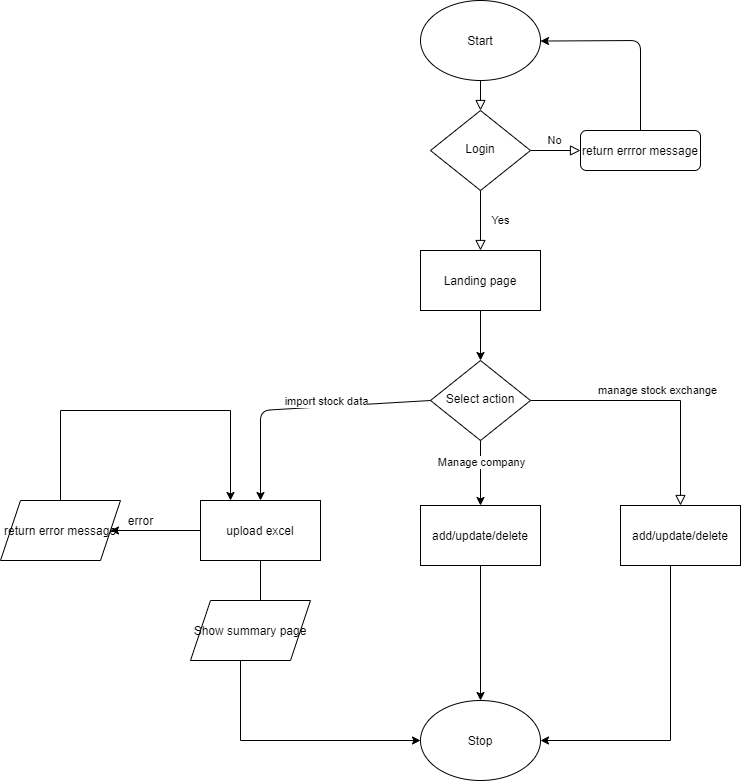 Start
Login
No
return errror message
Yes
Landing page
Select action
import stock data
manage stock exchange
Manage company
return error message
error
upload excel
add/update/delete
add/update/delete
Show summary page
Stop